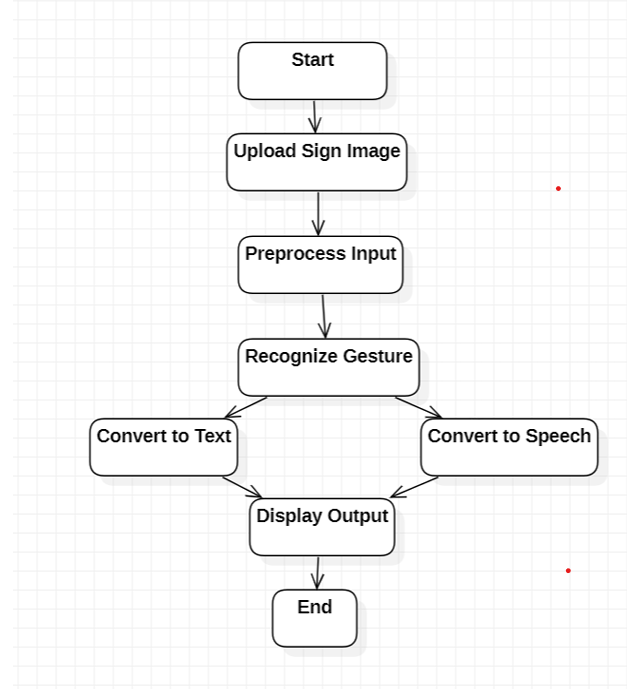 Start
Upload Sign Image
Preprocess Input
Recognize Gesture
Convert to Text
Convert to Speech
Display Output
End